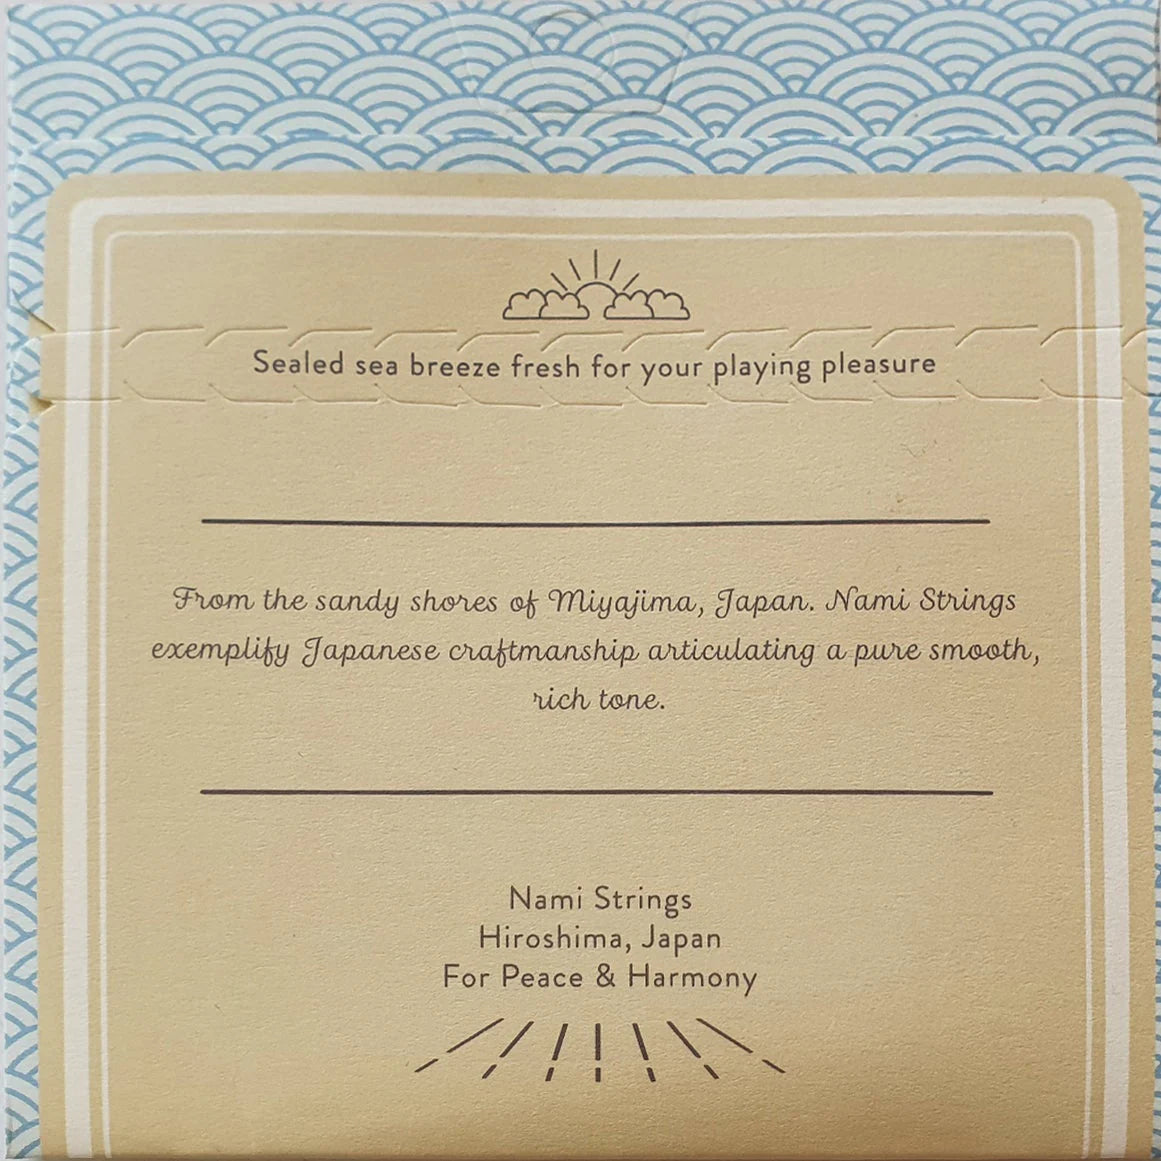 Sealed sea breeze fresh for your playing pleasure
From the sandy shores of Miyajima, Japan. Nami Strings
exemplify Japanese craftmanship articulating a pure smooth,
rich tone.
Nami Strings
Hiroshima, Japan
For Peace & Harmony